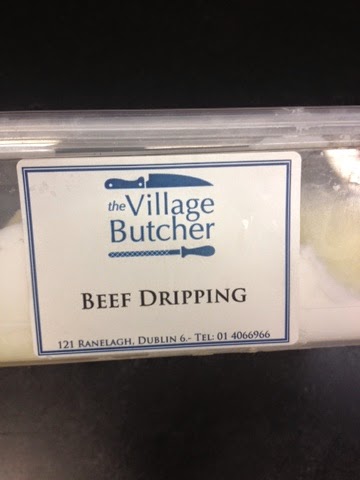 the Village
Butcher
BEEF DRIPPING
121 RANELAGH, DUBLIN 6.- TEL: 01 4066966